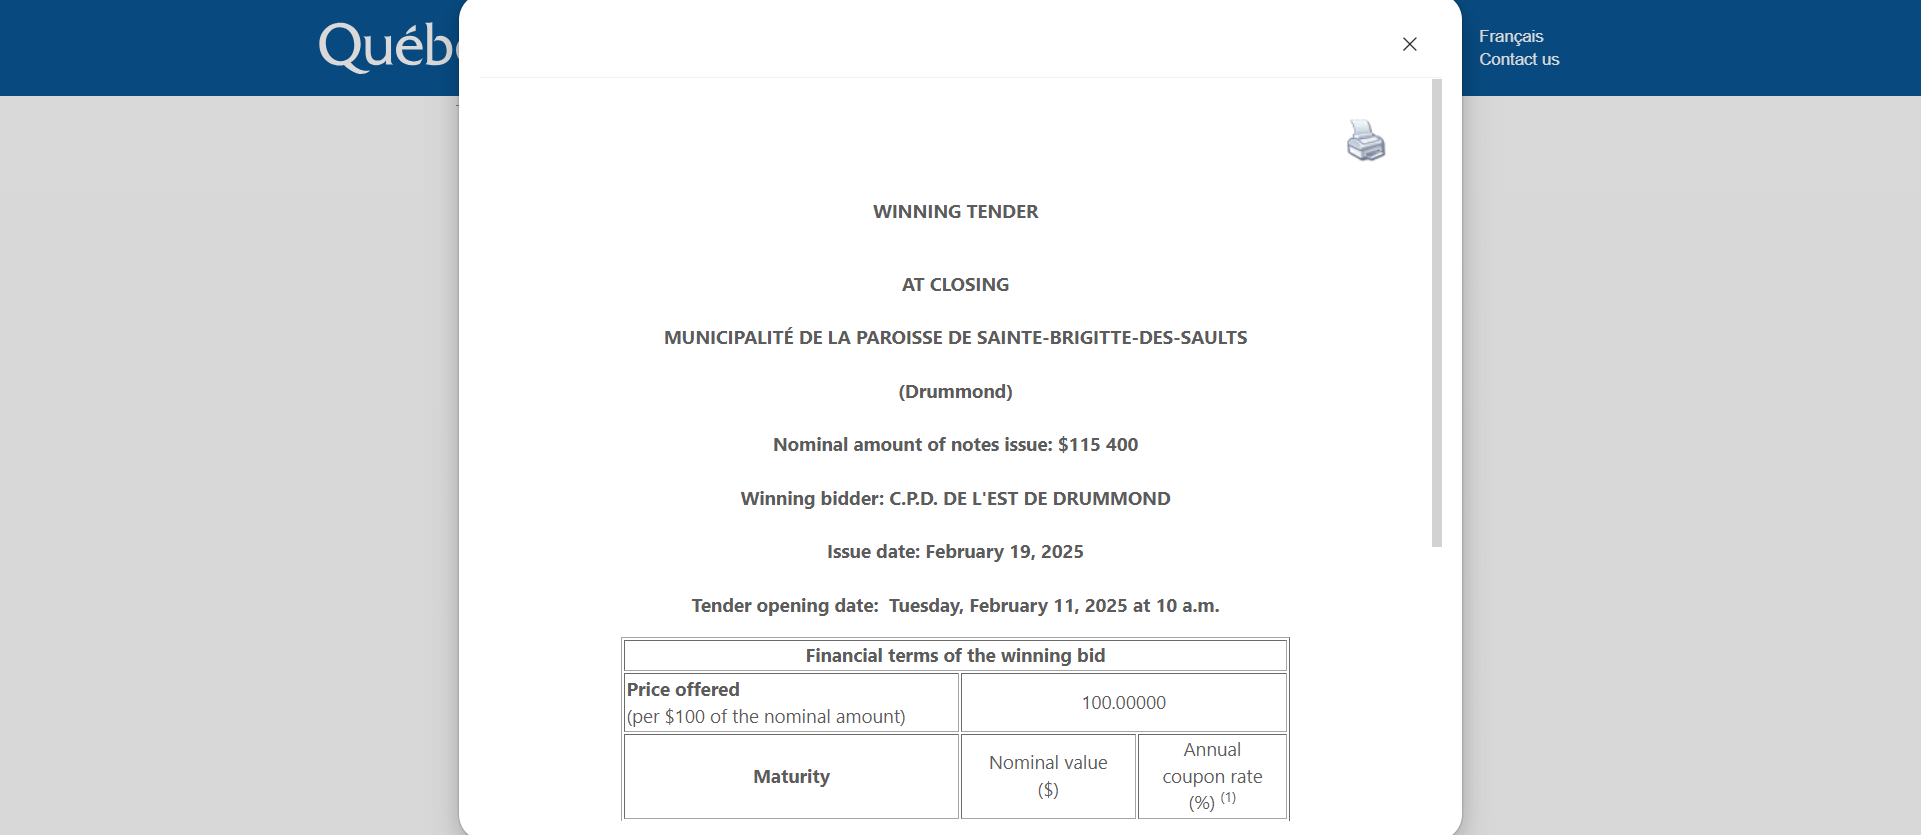 Français
Contact us
WINNING TENDER
AT CLOSING
MUNICIPALITÉ DE LA PAROISSE DE SAINTE-BRIGITTE-DES-SAULTS
(Drummond)
Nominal amount of notes issue: $115 400
Winning bidder: C.P.D. DE L'EST DE DRUMMOND
Issue date: February 19, 2025
Tender opening date:  Tuesday, February 11, 2025 at 10 a.m.
Financial terms of the winning bid
Price offered
(per $100 of the nominal amount)
100.00000
Maturity
Nominal value
($)
Annual
coupon rate
(%) (1)